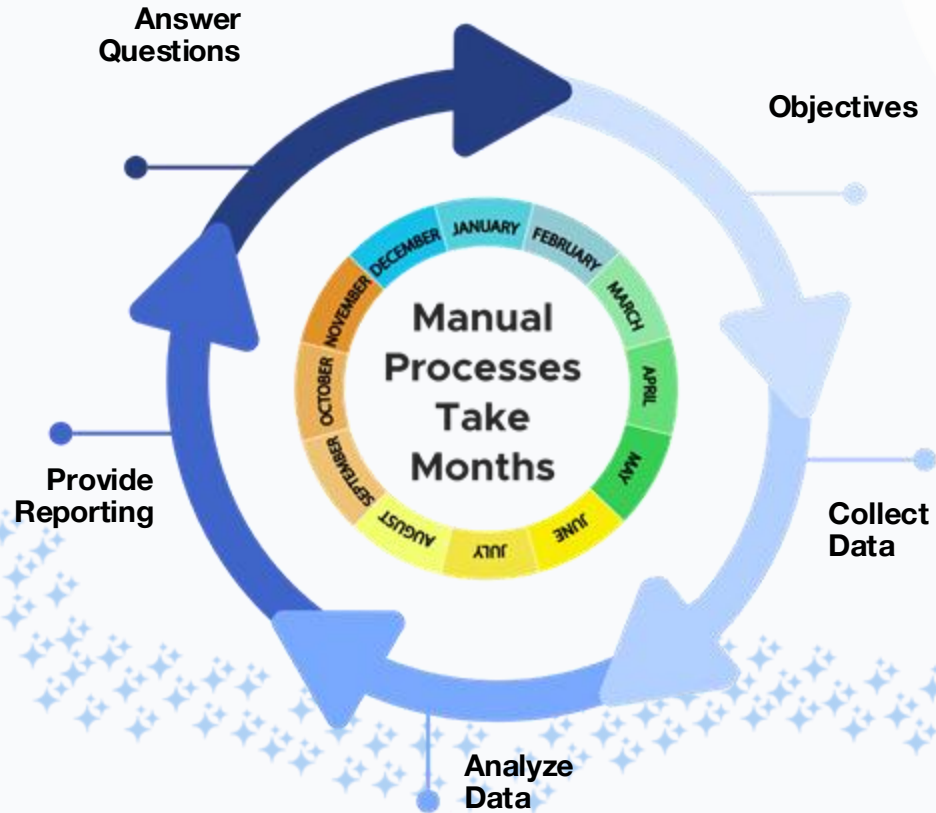 Answer
Questions
Objectives
DECEMBER
JANUARY
FEBRUARY
NOVEMBER
MARCH
Manual
Processes
Take
Months
OCTOBER
APRIL
SEPTEMBER
MAY
AUGUST
JULY
JUNE
Provide
Reporting
Collect
Data
Analyze
Data